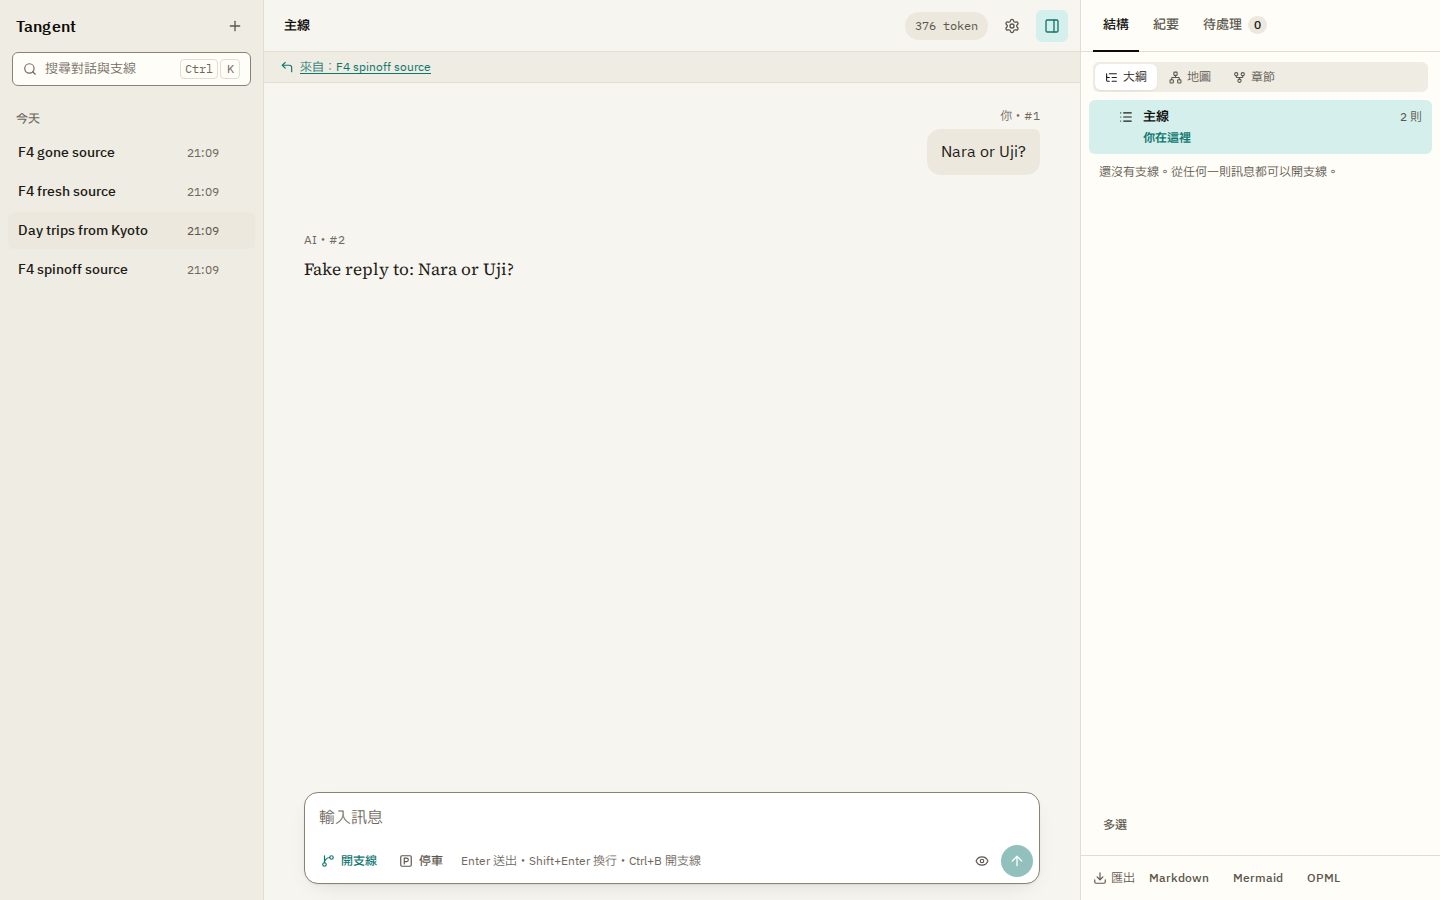 Tangent
搜尋對話與支線 Ctrl K
今天
F4 gone source 21:09
F4 fresh source 21:09
Day trips from Kyoto 21:09
F4 spinoff source 21:09
主線 376 token
來自：F4 spinoff source
你・#1
Nara or Uji?
AI・#2
Fake reply to: Nara or Uji?
輸入訊息
開支線 停車 Enter 送出・Shift+Enter 換行・Ctrl+B 開支線
結構 紀要 待處理 0
大綱 地圖 章節
主線 2 則
你在這裡
還沒有支線。從任何一則訊息都可以開支線。
多選
匯出 Markdown Mermaid OPML